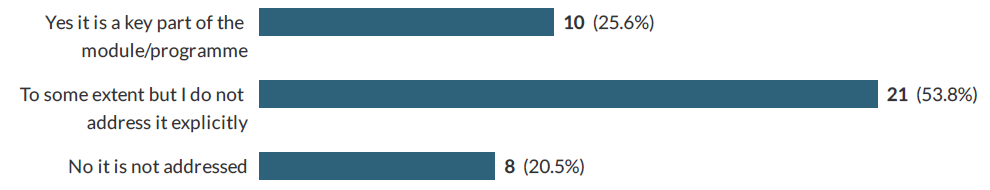 Yes it is a key part of the
module/programme
10 (25.6%)
To some extent but I do not
address it explicitly
21 (53.8%)
No it is not addressed
8 (20.5%)